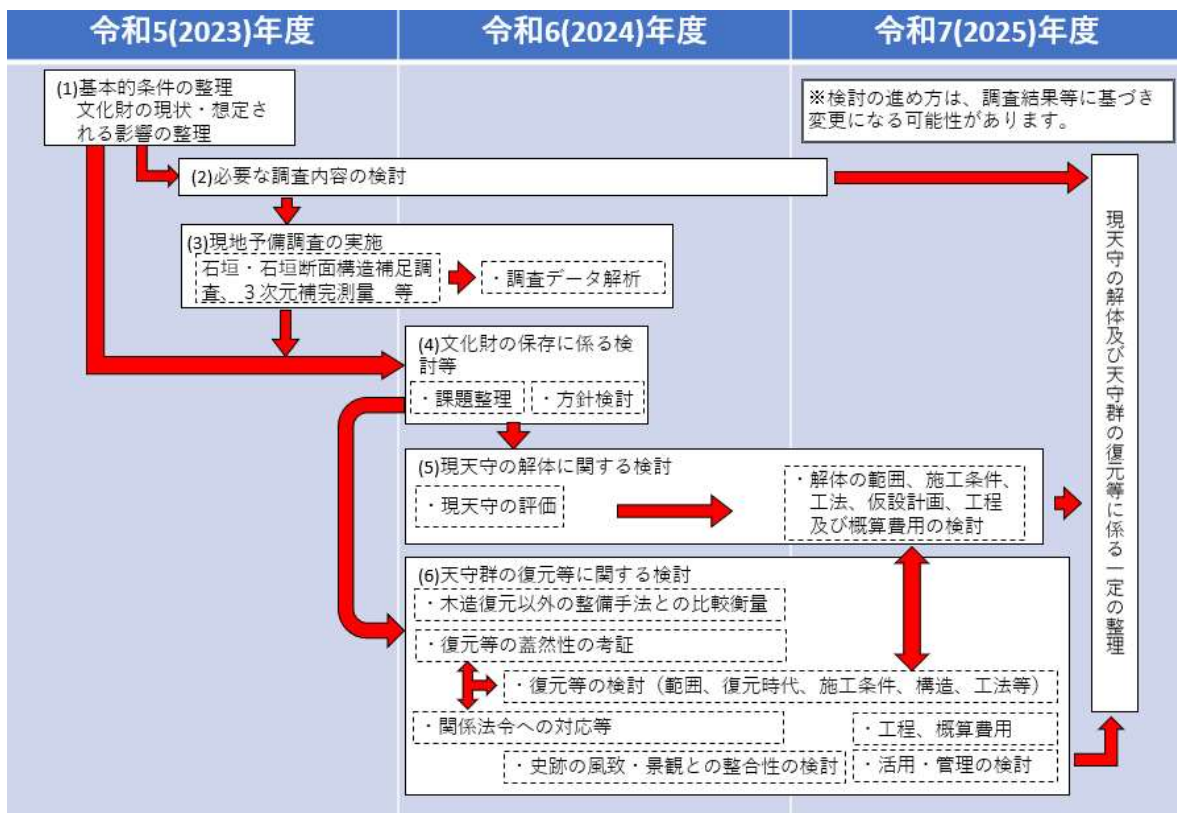 令和5(2023)年度
令和6(2024)年度
令和7(2025)年度
(1)基本的条件の整理
文化財の現状・想定さ
れる影響の整理
※検討の進め方は、調査結果等に基づき
変更になる可能性があります。
(2)必要な調査内容の検討
(3)現地予備調査の実施
石垣・石垣断面構造補足調
査、３次元補完測量　等
・調査データ解析
(4)文化財の保存に係る検
討等
・課題整理
・方針検討
(5)現天守の解体に関する検討
・現天守の評価
・解体の範囲、施工条件、
工法、仮設計画、工程
及び概算費用の検討
(6)天守群の復元等に関する検討
・木造復元以外の整備手法との比較衡量
・復元等の蓋然性の考証
・復元等の検討（範囲、復元時代、施工条件、構造、工法等）
・関係法令への対応等
・工程、概算費用
・史跡の風致・景観との整合性の検討
・活用・管理の検討
現天守の解体及び天守群の復元等に係る一定の整理